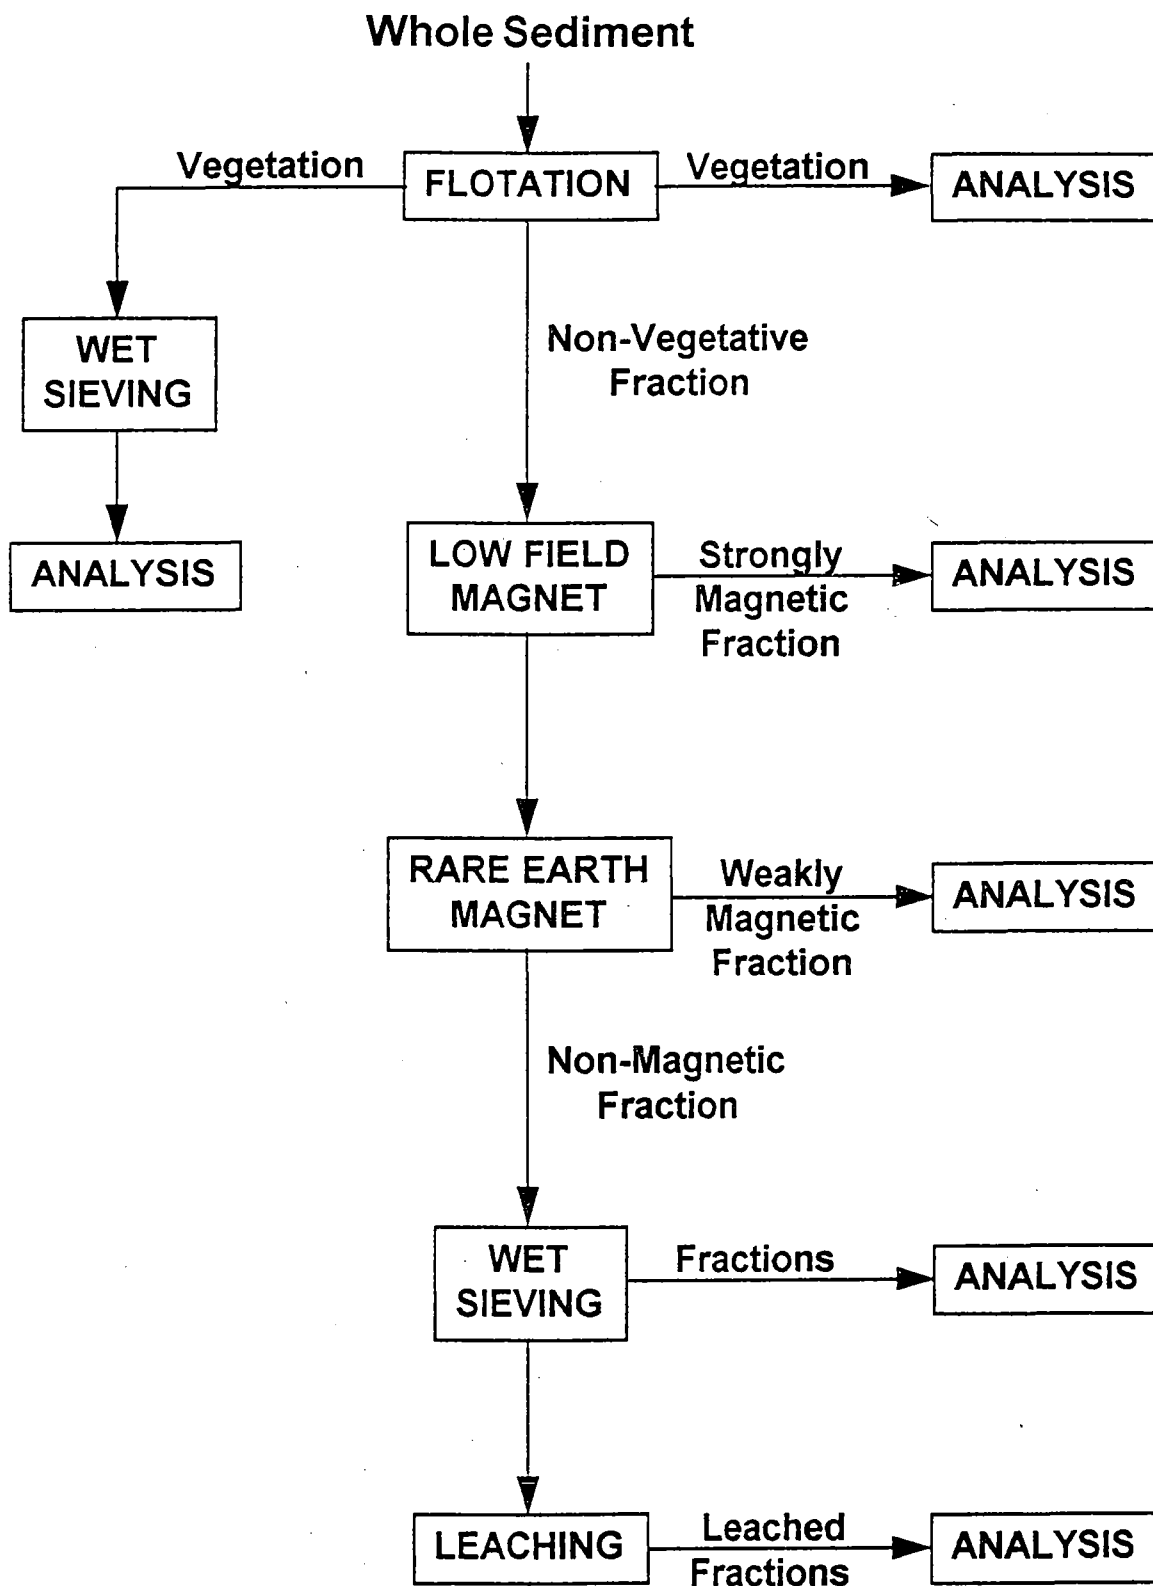 Whole Sediment
Vegetation
FLOTATION
Vegetation
ANALYSIS
WET
SIEVING
Non-Vegetative
Fraction
ANALYSIS
LOW FIELD
MAGNET
Strongly
Magnetic
Fraction
ANALYSIS
RARE EARTH
MAGNET
Weakly
Magnetic
Fraction
ANALYSIS
Non-Magnetic
Fraction
WET
SIEVING
Fractions
ANALYSIS
LEACHING
Leached
Fractions
ANALYSIS